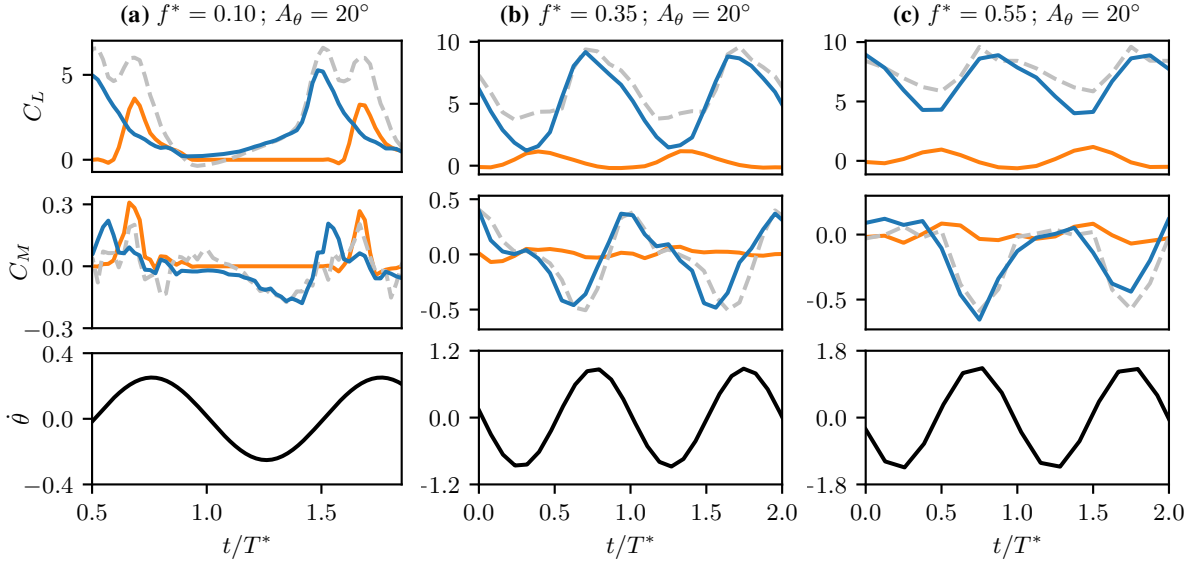 (a) f* = 0.10 ; A_θ = 20°
(b) f* = 0.35 ; A_θ = 20°
(c) f* = 0.55 ; A_θ = 20°
C_L
5
0
10
5
0
10
5
0
C_M
0.3
0.0
−0.3
0.5
0.0
-0.5
0.0
-0.5
θ̇
0.4
0.0
−0.4
1.2
0.0
-1.2
1.8
0.0
-1.8
0.5 1.0 1.5
0.0 0.5 1.0 1.5 2.0
0.0 0.5 1.0 1.5 2.0
t/T*
t/T*
t/T*